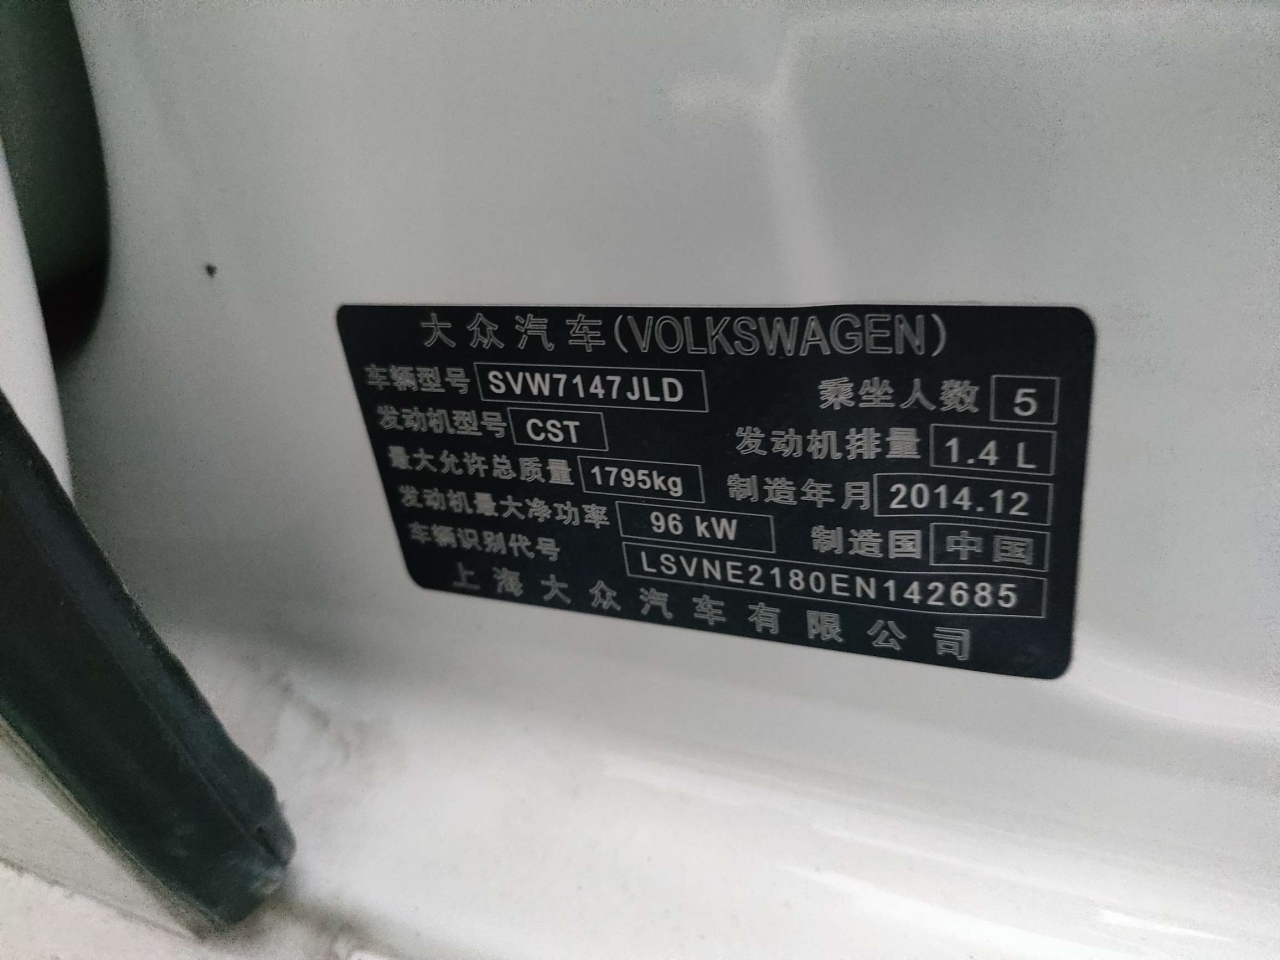 大众汽车(VOLKSWAGEN)
车辆型号 SVW7147JLD 乘坐人数 5
发动机型号 CST 发动机排量 1.4 L
最大允许总质量 1795kg 制造年月 2014.12
发动机最大净功率 96 kW 制造国 中国
车辆识别代号 LSVNE2180EN142685
上海大众汽车有限公司